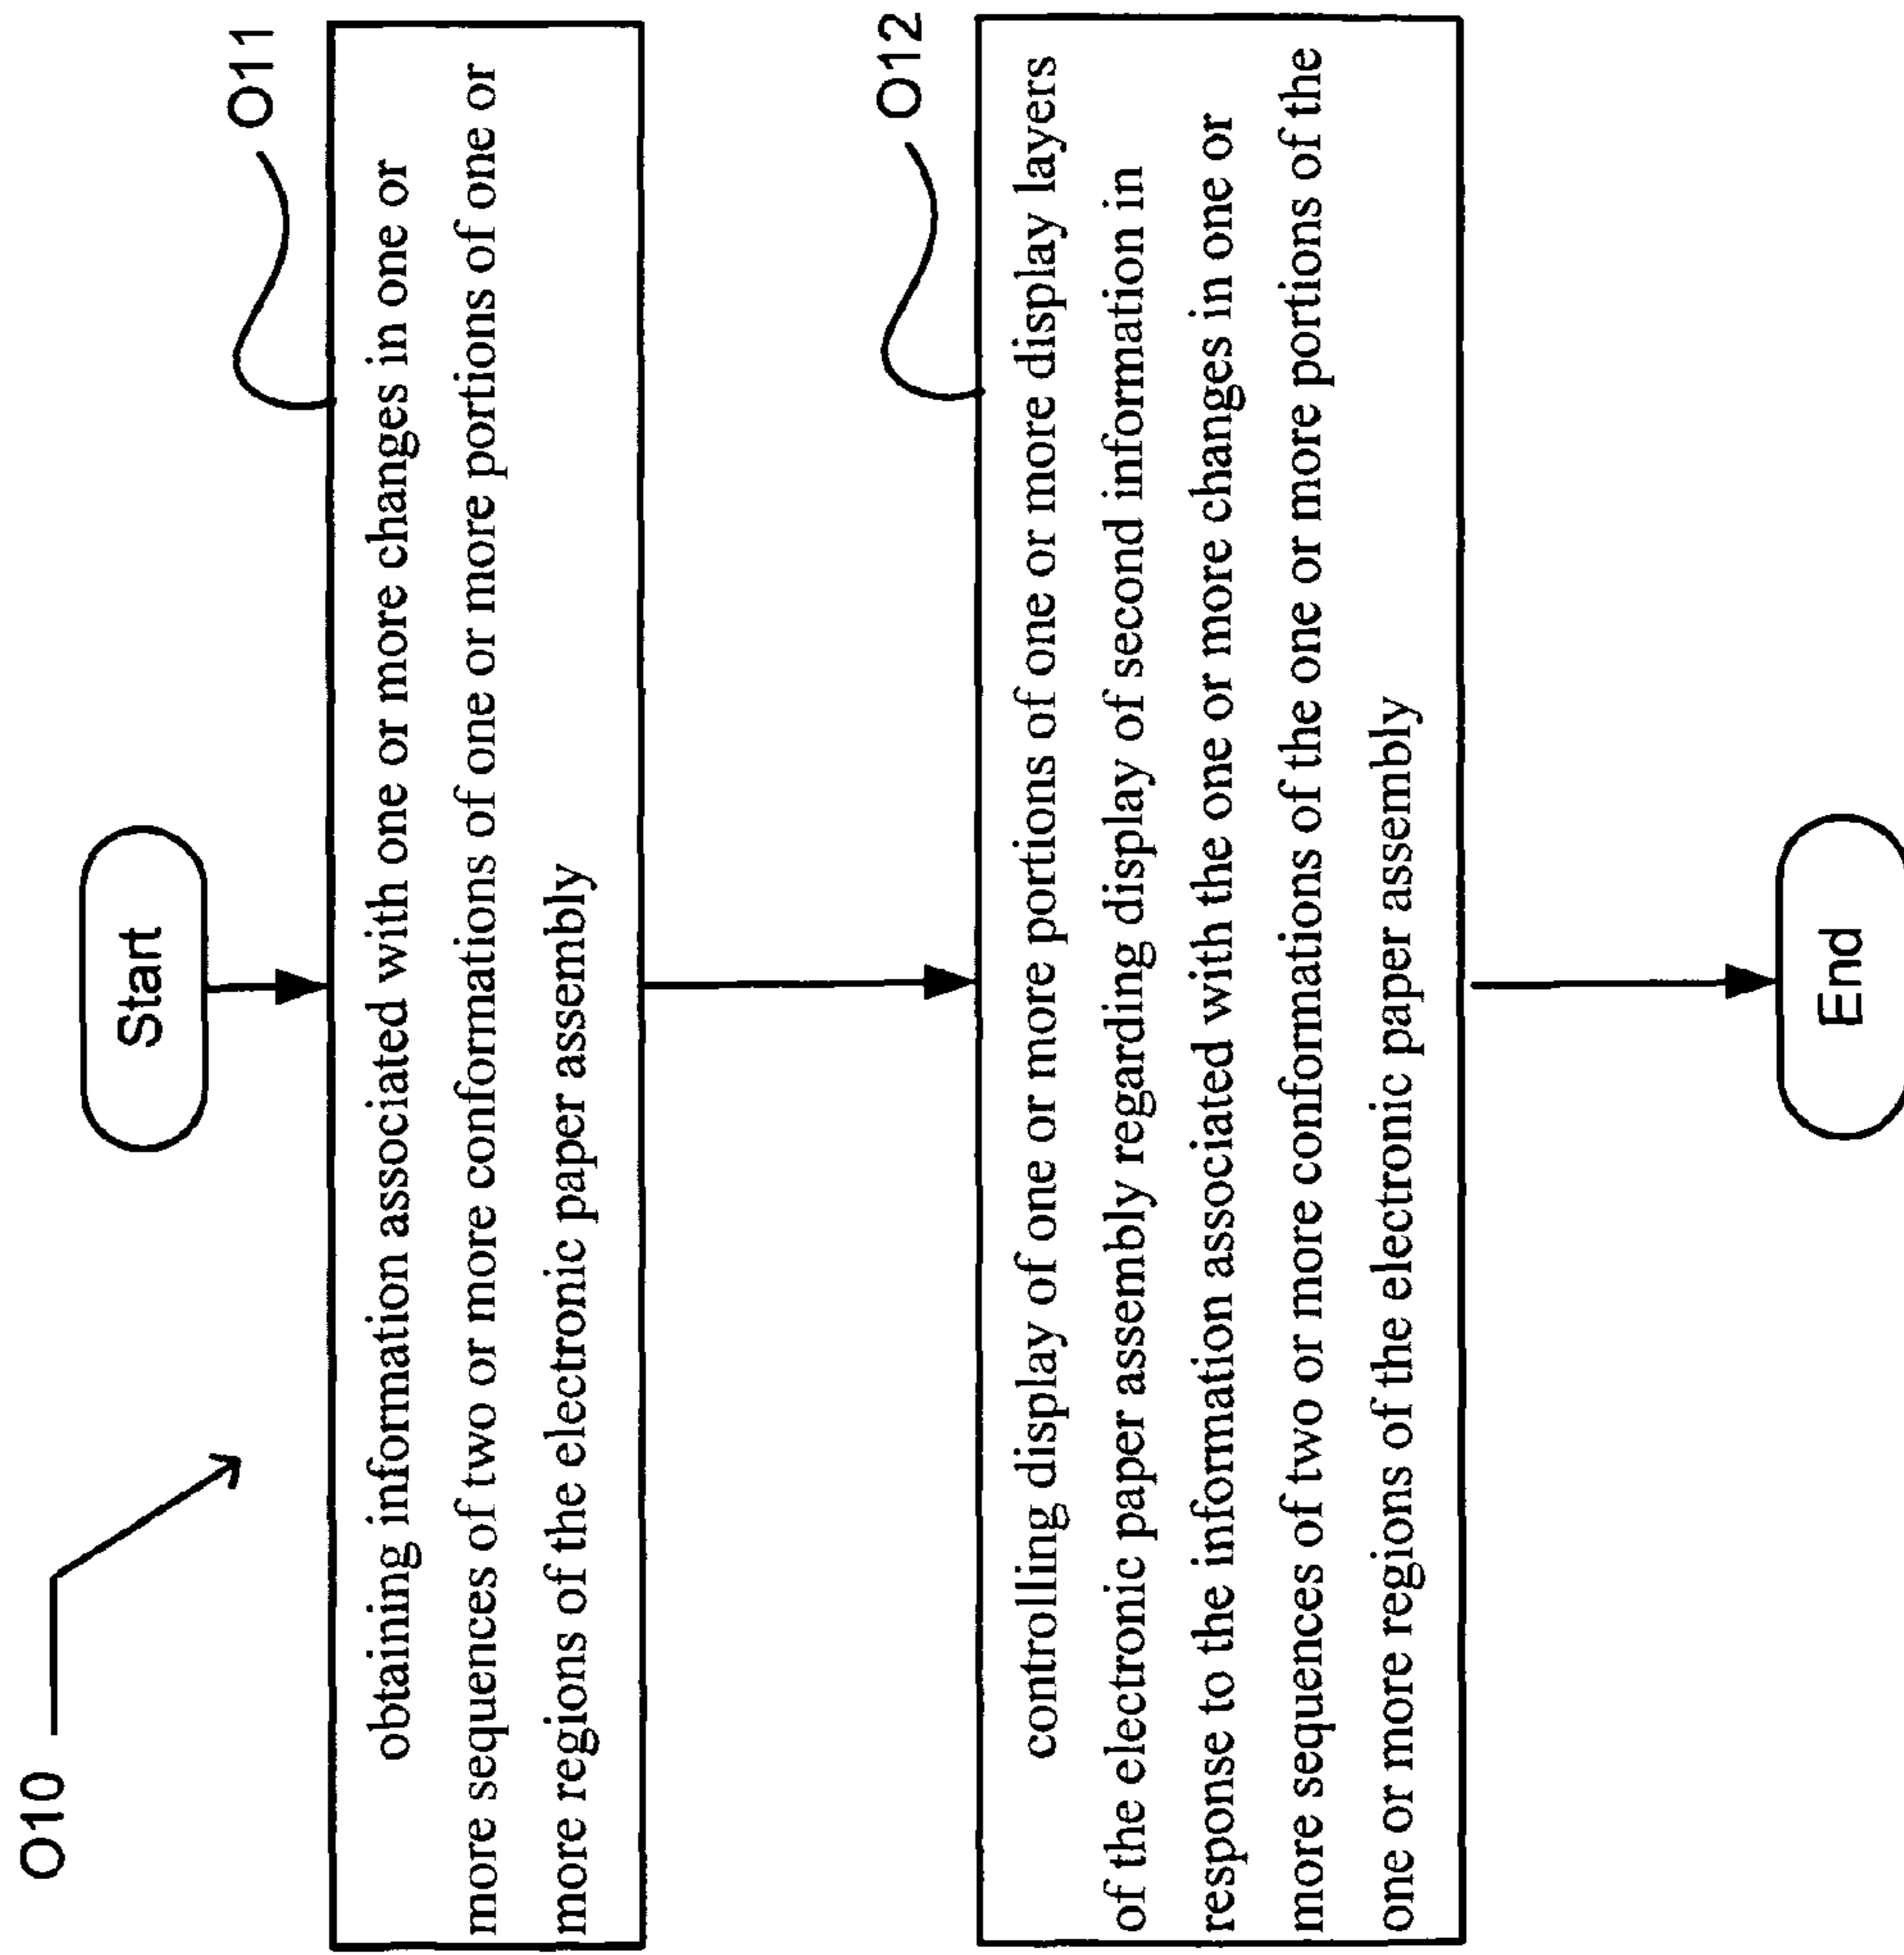 O10
Start
O11
obtaining information associated with one or more changes in one or
more sequences of two or more conformations of one or more portions of one or
more regions of the electronic paper assembly
O12
controlling display of one or more portions of one or more display layers
of the electronic paper assembly regarding display of second information in
response to the information associated with the one or more changes in one or
more sequences of two or more conformations of the one or more portions of the
one or more regions of the electronic paper assembly
End